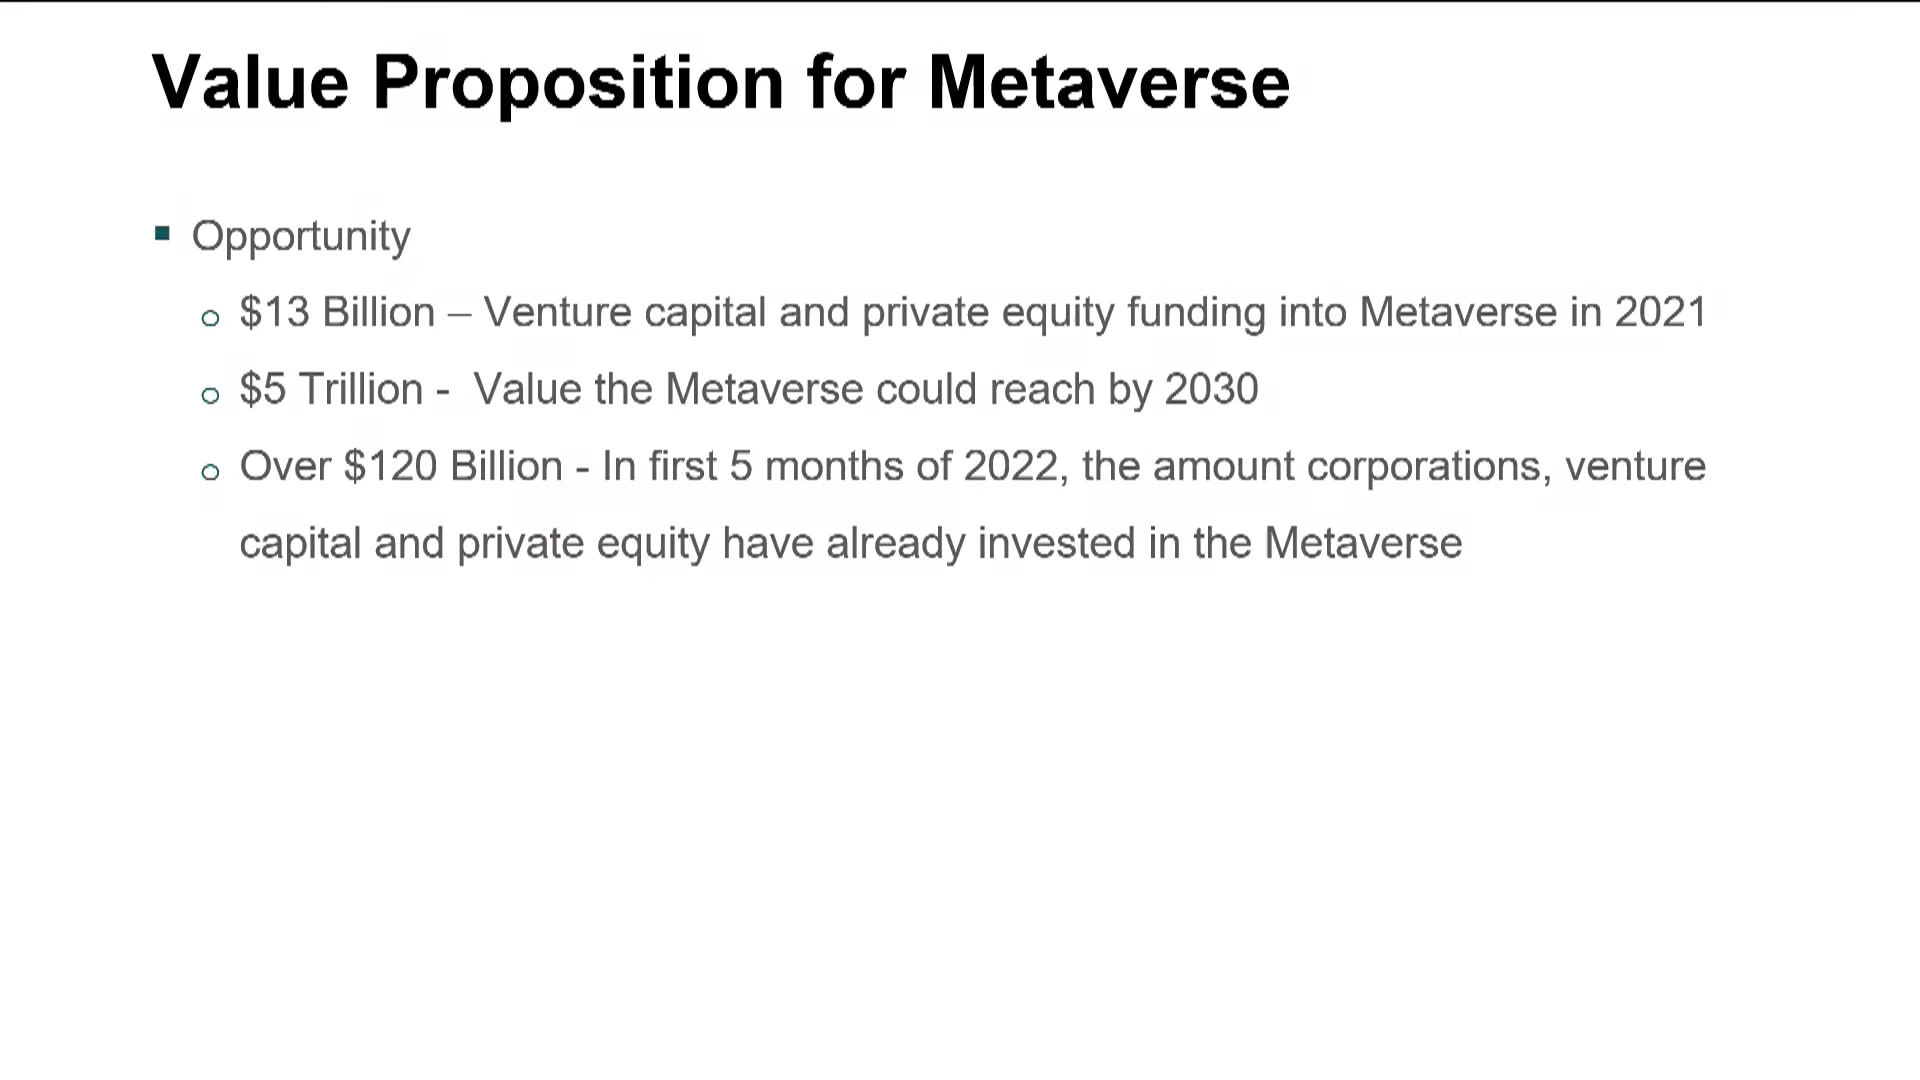 Value Proposition for Metaverse
▪ Opportunity
o $13 Billion – Venture capital and private equity funding into Metaverse in 2021
o $5 Trillion -  Value the Metaverse could reach by 2030
o Over $120 Billion - In first 5 months of 2022, the amount corporations, venture
capital and private equity have already invested in the Metaverse